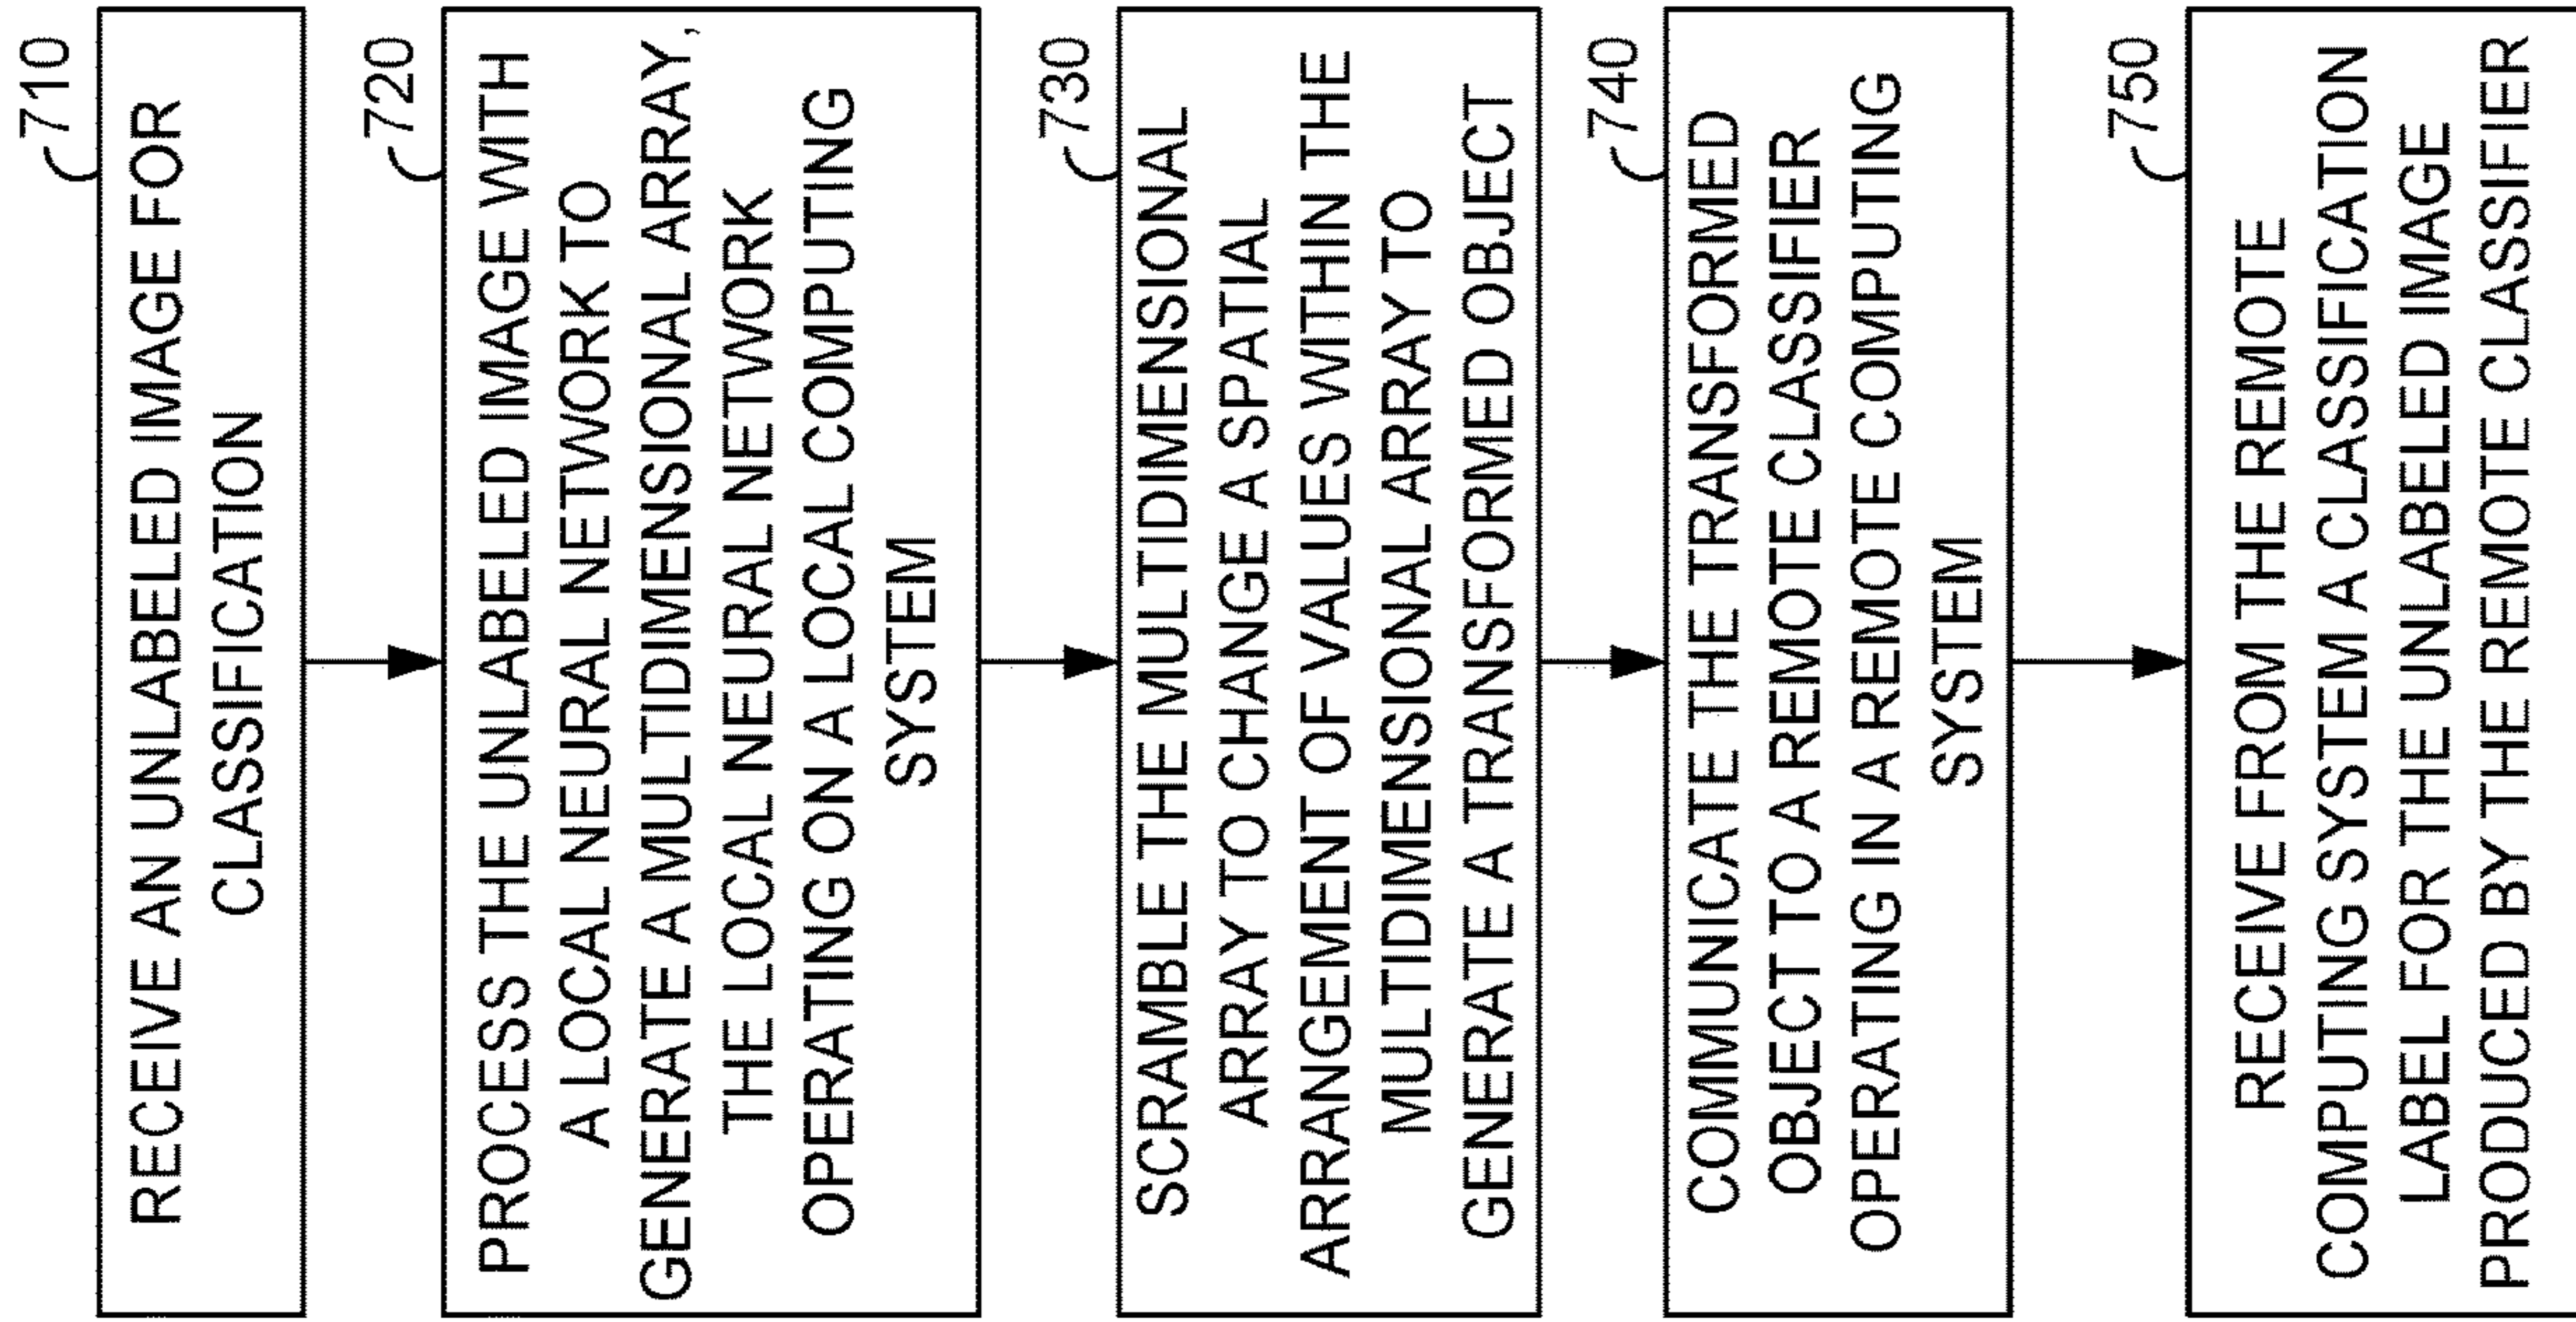 710
RECEIVE AN UNLABELED IMAGE FOR
CLASSIFICATION
720
PROCESS THE UNLABELED IMAGE WITH
A LOCAL NEURAL NETWORK TO
GENERATE A MULTIDIMENSIONAL ARRAY,
THE LOCAL NEURAL NETWORK
OPERATING ON A LOCAL COMPUTING
SYSTEM
730
SCRAMBLE THE MULTIDIMENSIONAL
ARRAY TO CHANGE A SPATIAL
ARRANGEMENT OF VALUES WITHIN THE
MULTIDIMENSIONAL ARRAY TO
GENERATE A TRANSFORMED OBJECT
740
COMMUNICATE THE TRANSFORMED
OBJECT TO A REMOTE CLASSIFIER
OPERATING IN A REMOTE COMPUTING
SYSTEM
750
RECEIVE FROM THE REMOTE
COMPUTING SYSTEM A CLASSIFICATION
LABEL FOR THE UNLABELED IMAGE
PRODUCED BY THE REMOTE CLASSIFIER